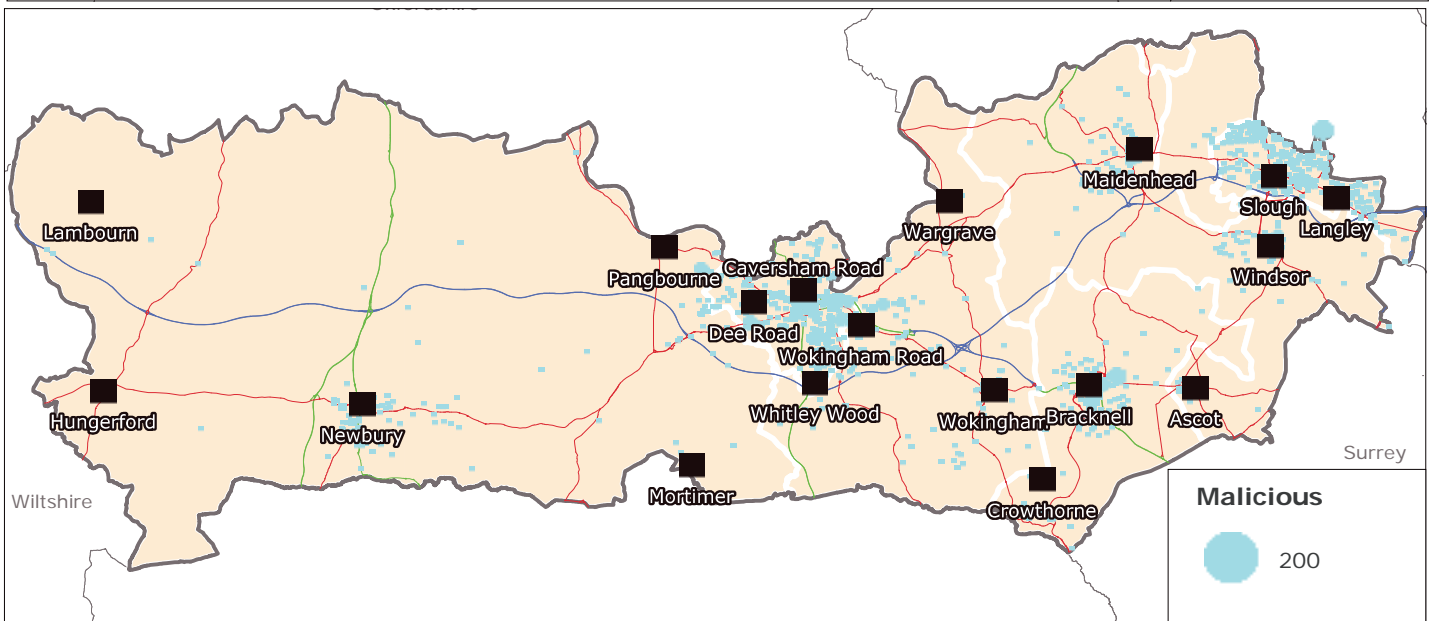 Maidenhead
Slough
Lambourn
Wargrave
Langley
Caversham Road
Pangbourne
Windsor
Dee Road
Wokingham Road
Whitley Wood
Hungerford
Newbury
Wokingham
Bracknell
Ascot
Surrey
Mortimer
Wiltshire
Crowthorne
Malicious
200